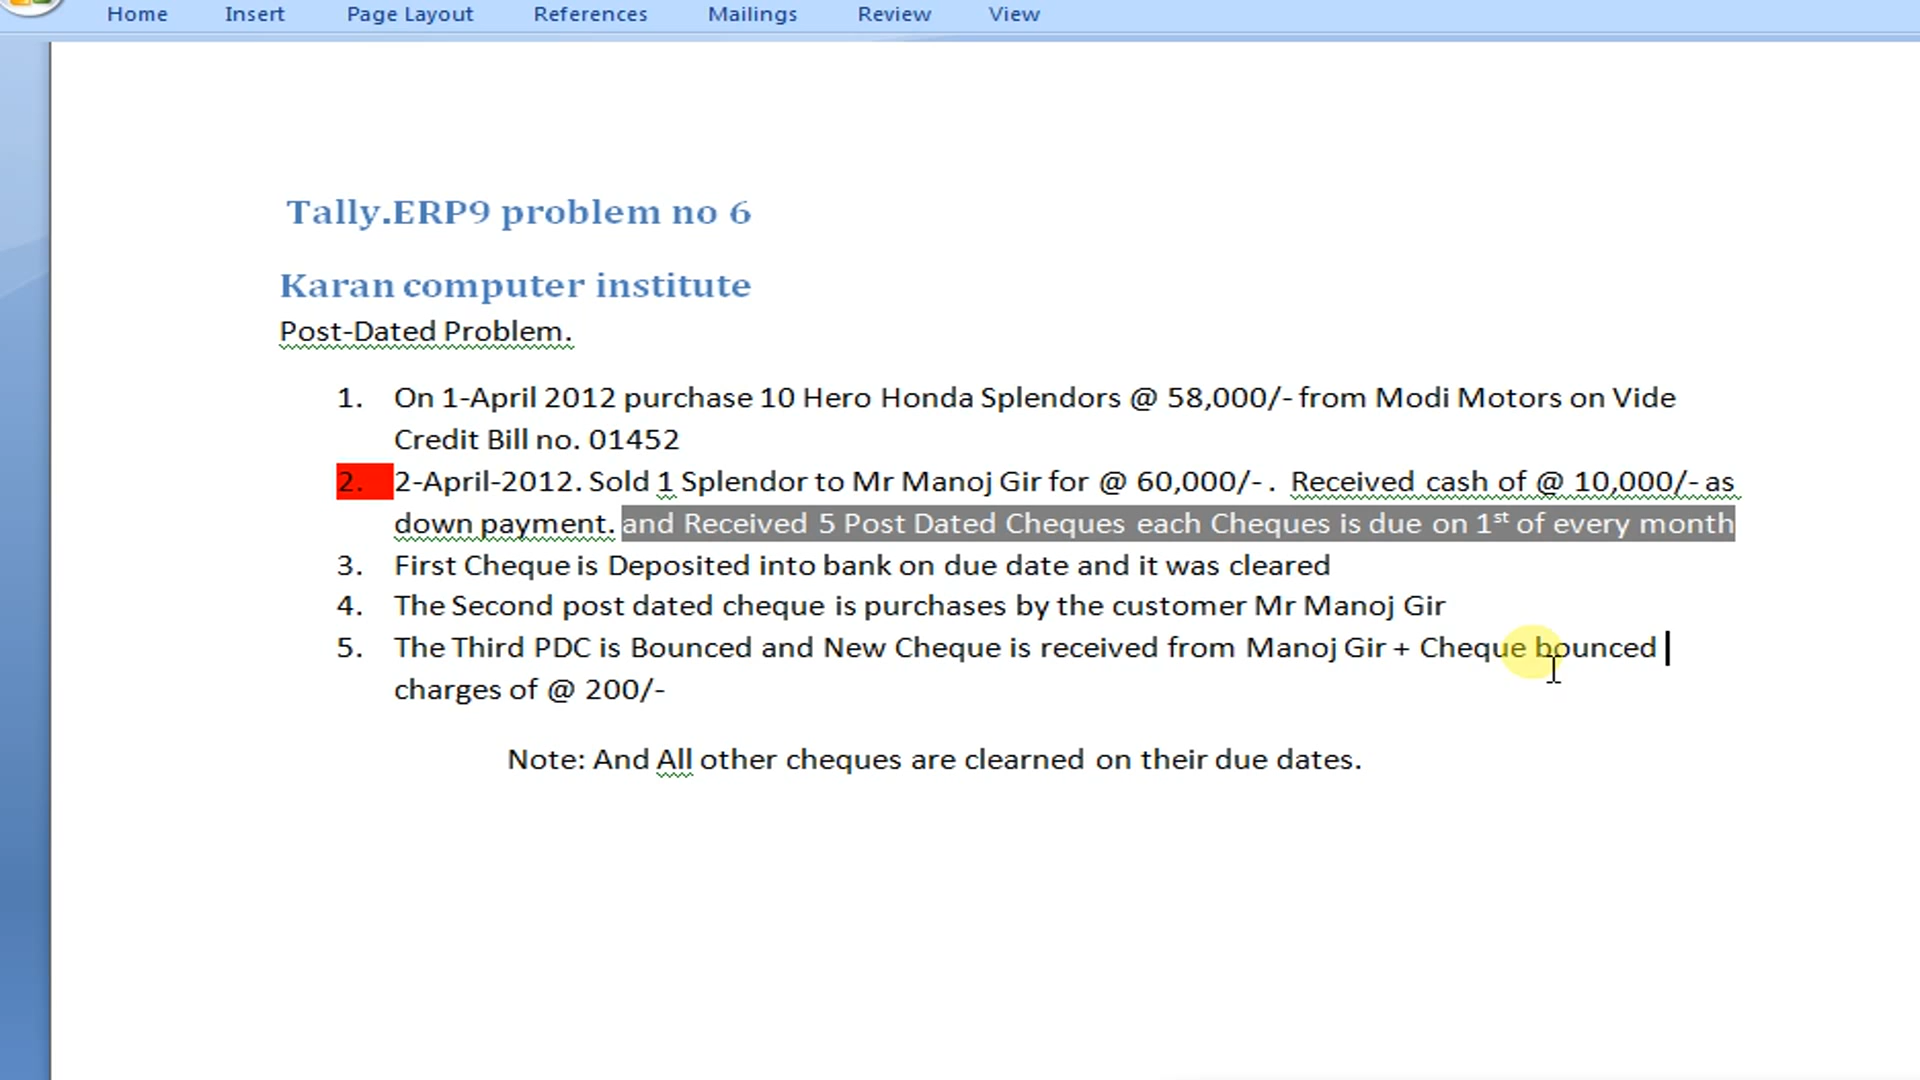 Home Insert Page Layout References Mailings Review View
Tally.ERP9 problem no 6
Karan computer institute
Post-Dated Problem.
1. On 1-April 2012 purchase 10 Hero Honda Splendors @ 58,000/- from Modi Motors on Vide
Credit Bill no. 01452
2. 2-April-2012. Sold 1 Splendor to Mr Manoj Gir for @ 60,000/- . Received cash of @ 10,000/- as
down payment. and Received 5 Post Dated Cheques each Cheques is due on 1st of every month
3. First Cheque is Deposited into bank on due date and it was cleared
4. The Second post dated cheque is purchases by the customer Mr Manoj Gir
5. The Third PDC is Bounced and New Cheque is received from Manoj Gir + Cheque bounced
charges of @ 200/-
Note: And All other cheques are clearned on their due dates.